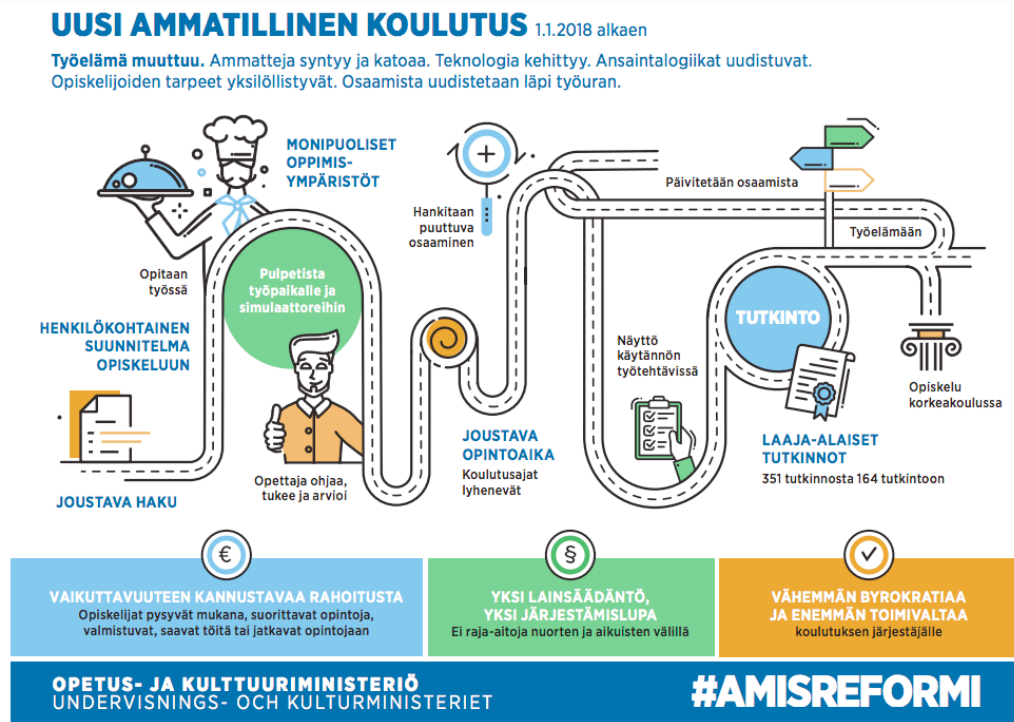 UUSI AMMATILLINEN KOULUTUS 1.1.2018 alkaen
Työelämä muuttuu. Ammatteja syntyy ja katoaa. Teknologia kehittyy. Ansaintalogiikat uudistuvat.
Opiskelijoiden tarpeet yksilöllistyvät. Osaamista uudistetaan läpi työuran.
MONIPUOLISET
OPPIMIS-
YMPÄRISTÖT
Opitaan
työssä
Pulpetista
työpaikalle ja
simulaattoreihin
HENKILÖKOHTAINEN
SUUNNITELMA
OPISKELUUN
JOUSTAVA HAKU
Opettaja ohjaa,
tukee ja arvioi
Hankitaan
puuttuva
osaaminen
JOUSTAVA
OPINTOAIKA
Koulutusajat
lyhenevät
Päivitetään osaamista
Työelämään
Näyttö
käytännön
työtehtävissä
TUTKINTO
Opiskelu
korkeakoulussa
LAAJA-ALAISET
TUTKINNOT
351 tutkinnosta 164 tutkintoon
€
VAIKUTTAVUUTEEN KANNUSTAVAA RAHOITUSTA
Opiskelijat pysyvät mukana, suorittavat opintoja,
valmistuvat, saavat töitä tai jatkavat opintojaan
§
YKSI LAINSÄÄDÄNTÖ,
YKSI JÄRJESTÄMISLUPA
Ei raja-aitoja nuorten ja aikuisten välillä
VÄHEMMÄN BYROKRATIAA
JA ENEMMÄN TOIMIVALTAA
koulutuksen järjestäjälle
OPETUS- JA KULTTUURIMINISTERIÖ
UNDERVISNINGS- OCH KULTURMINISTERIET
#AMISREFORMI